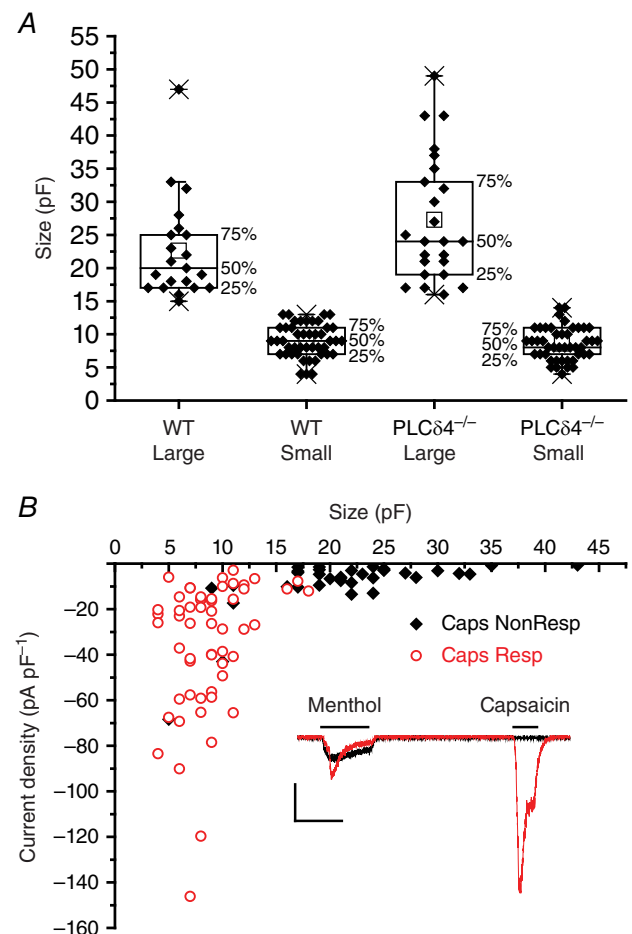 A
55
50
45
40
35
30
25
20
15
10
5
0
Size (pF)
75%
50%
25%
75%
50%
25%
75%
50%
25%
75%
50%
25%
WT Large
WT Small
PLCδ4−/− Large
PLCδ4−/− Small
B
Size (pF)
0 5 10 15 20 25 30 35 40 45
−20
−40
−60
−80
−100
−120
−140
−160
Current density (pA pF−1)
Caps NonResp
Caps Resp
Menthol
Capsaicin